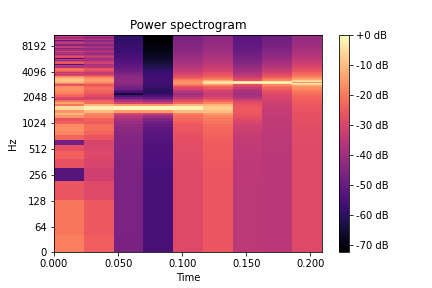 Power spectrogram
8192
4096
2048
1024
512
256
128
64
0
Hz
0.000 0.050 0.100 0.150 0.200
Time
+0 dB
-10 dB
-20 dB
-30 dB
-40 dB
-50 dB
-60 dB
-70 dB